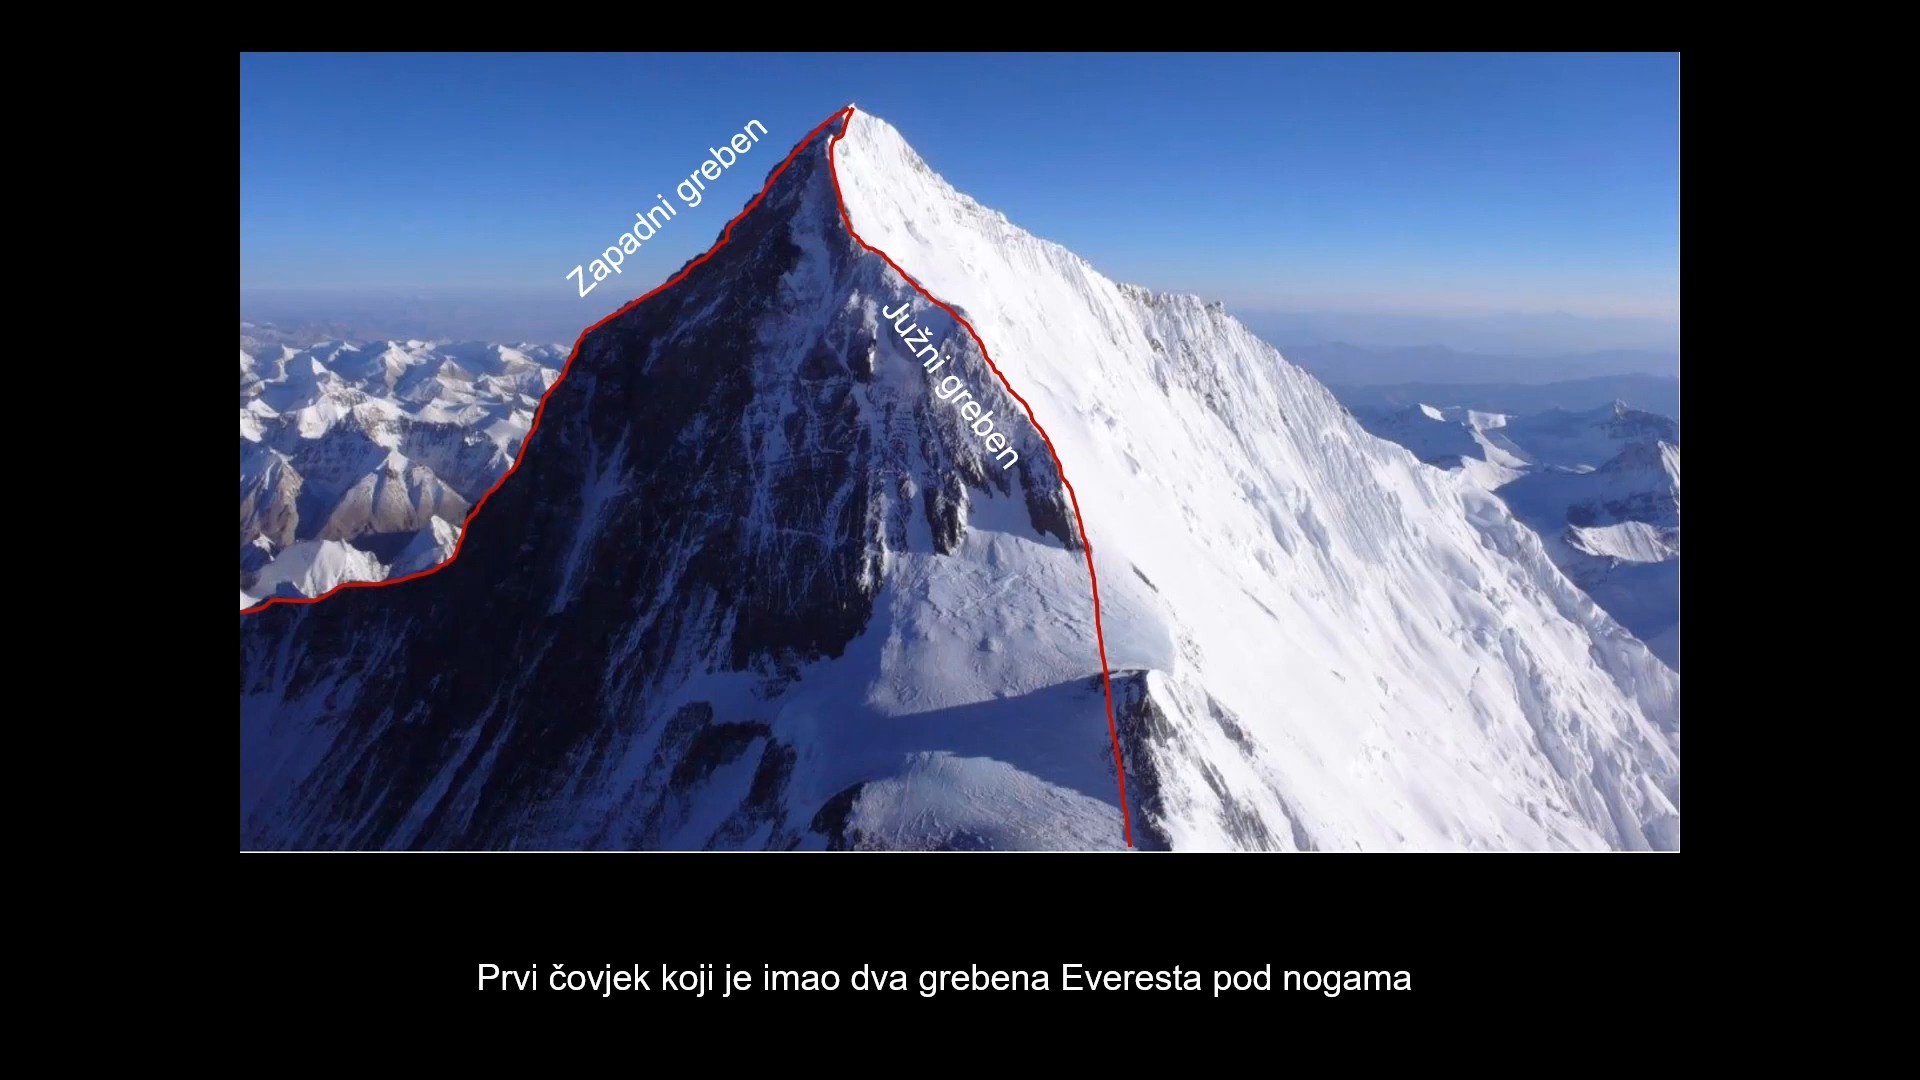 Zapadni greben
Južni greben
Prvi čovjek koji je imao dva grebena Everesta pod nogama